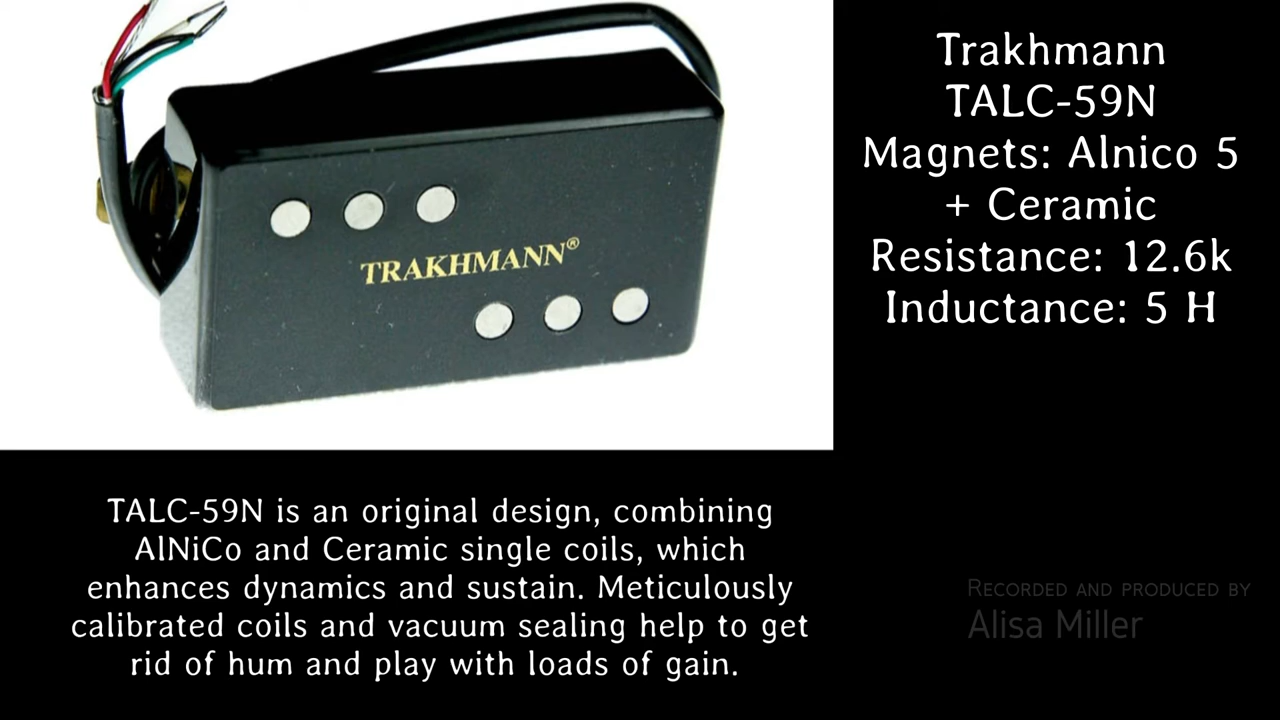 TRAKHMANN®
Trakhmann
TALC-59N
Magnets: Alnico 5
+ Ceramic
Resistance: 12.6k
Inductance: 5 H
TALC-59N is an original design, combining
AlNiCo and Ceramic single coils, which
enhances dynamics and sustain. Meticulously
calibrated coils and vacuum sealing help to get
rid of hum and play with loads of gain.
Recorded and produced by
Alisa Miller